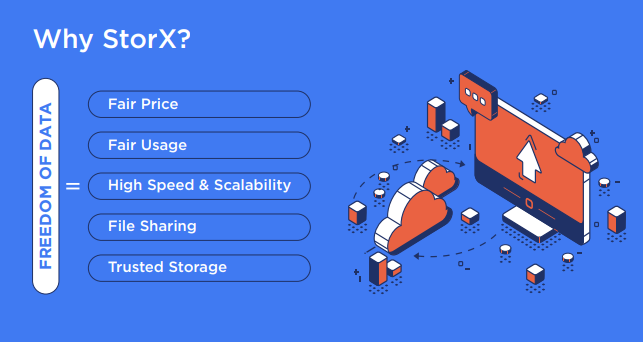 Why StorX?
FREEDOM OF DATA
=
Fair Price
Fair Usage
High Speed & Scalability
File Sharing
Trusted Storage